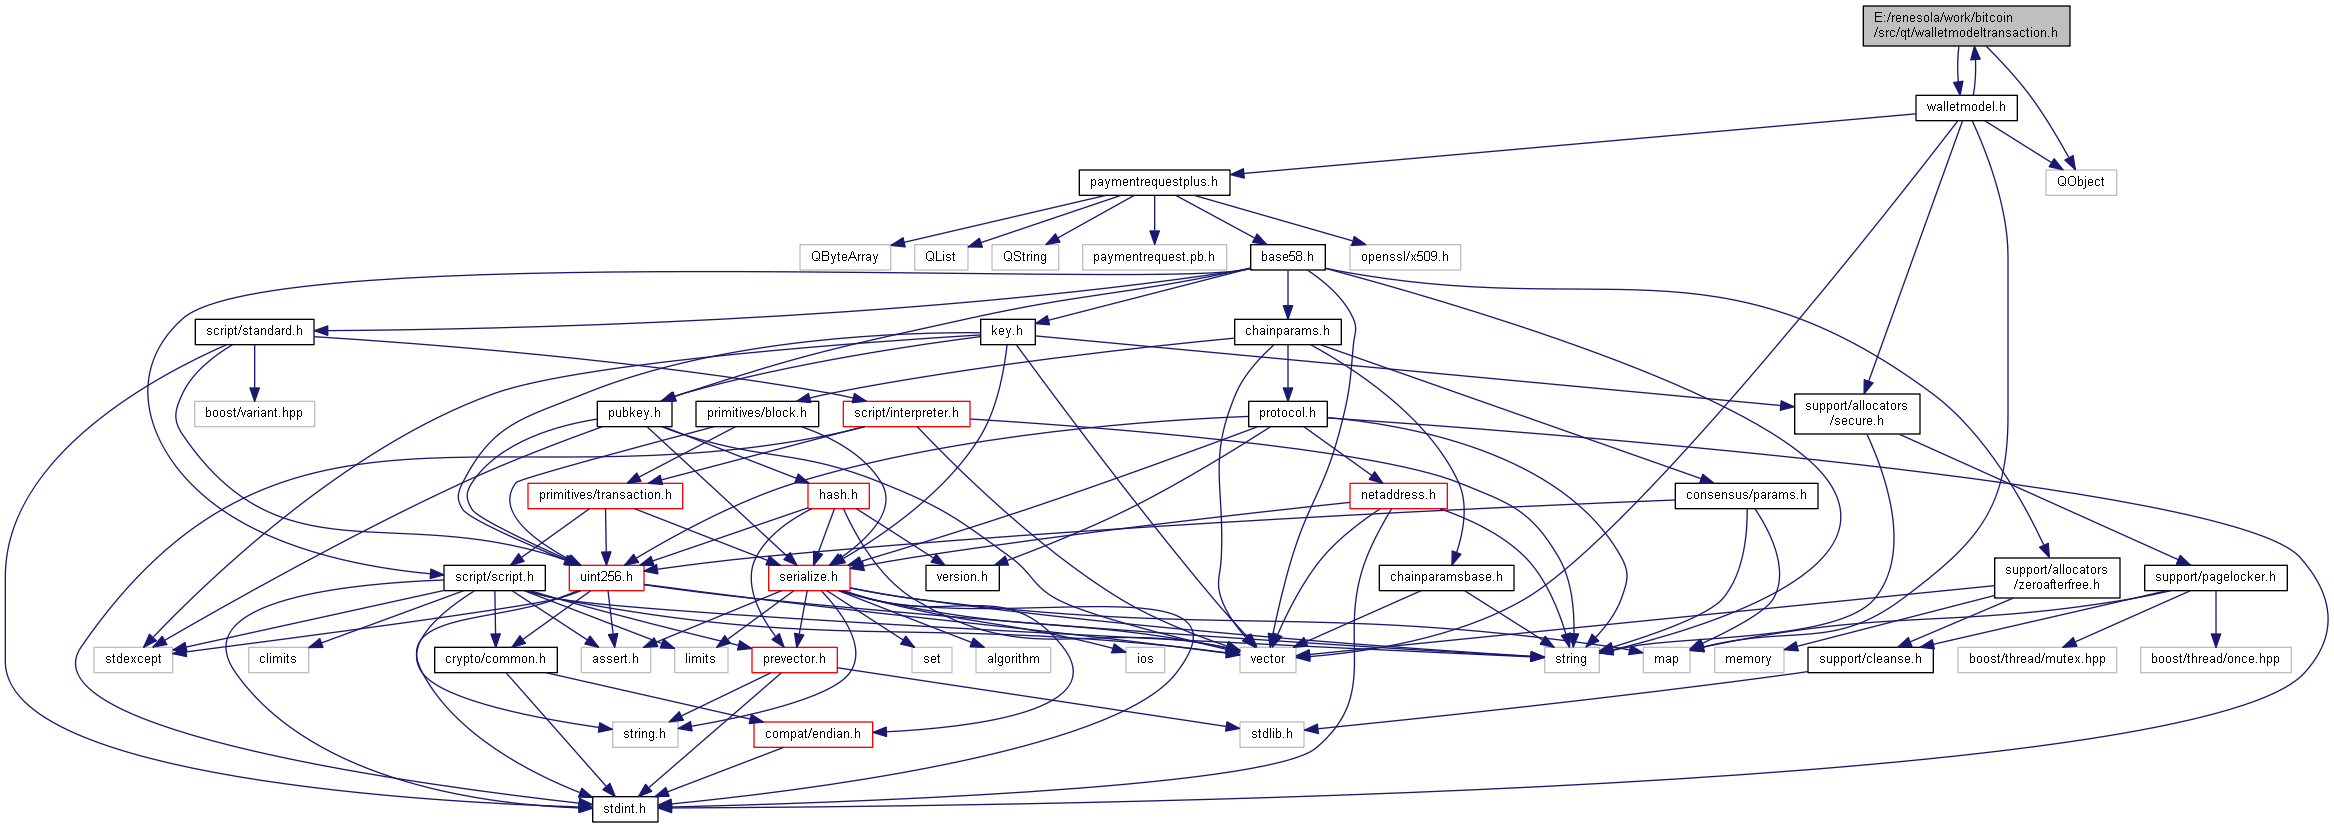 E:/renesola/work/bitcoin
/src/qt/walletmodeltransaction.h
walletmodel.h
paymentrequestplus.h
QObject
QByteArray
QList
QString
paymentrequest.pb.h
base58.h
openssl/x509.h
script/standard.h
key.h
chainparams.h
boost/variant.hpp
pubkey.h
primitives/block.h
script/interpreter.h
protocol.h
support/allocators
/secure.h
primitives/transaction.h
hash.h
netaddress.h
consensus/params.h
script/script.h
uint256.h
serialize.h
version.h
chainparamsbase.h
support/allocators
/zeroafterfree.h
support/pagelocker.h
stdexcept
climits
crypto/common.h
assert.h
limits
prevector.h
set
algorithm
ios
vector
string
map
memory
support/cleanse.h
boost/thread/mutex.hpp
boost/thread/once.hpp
string.h
compat/endian.h
stdlib.h
stdint.h